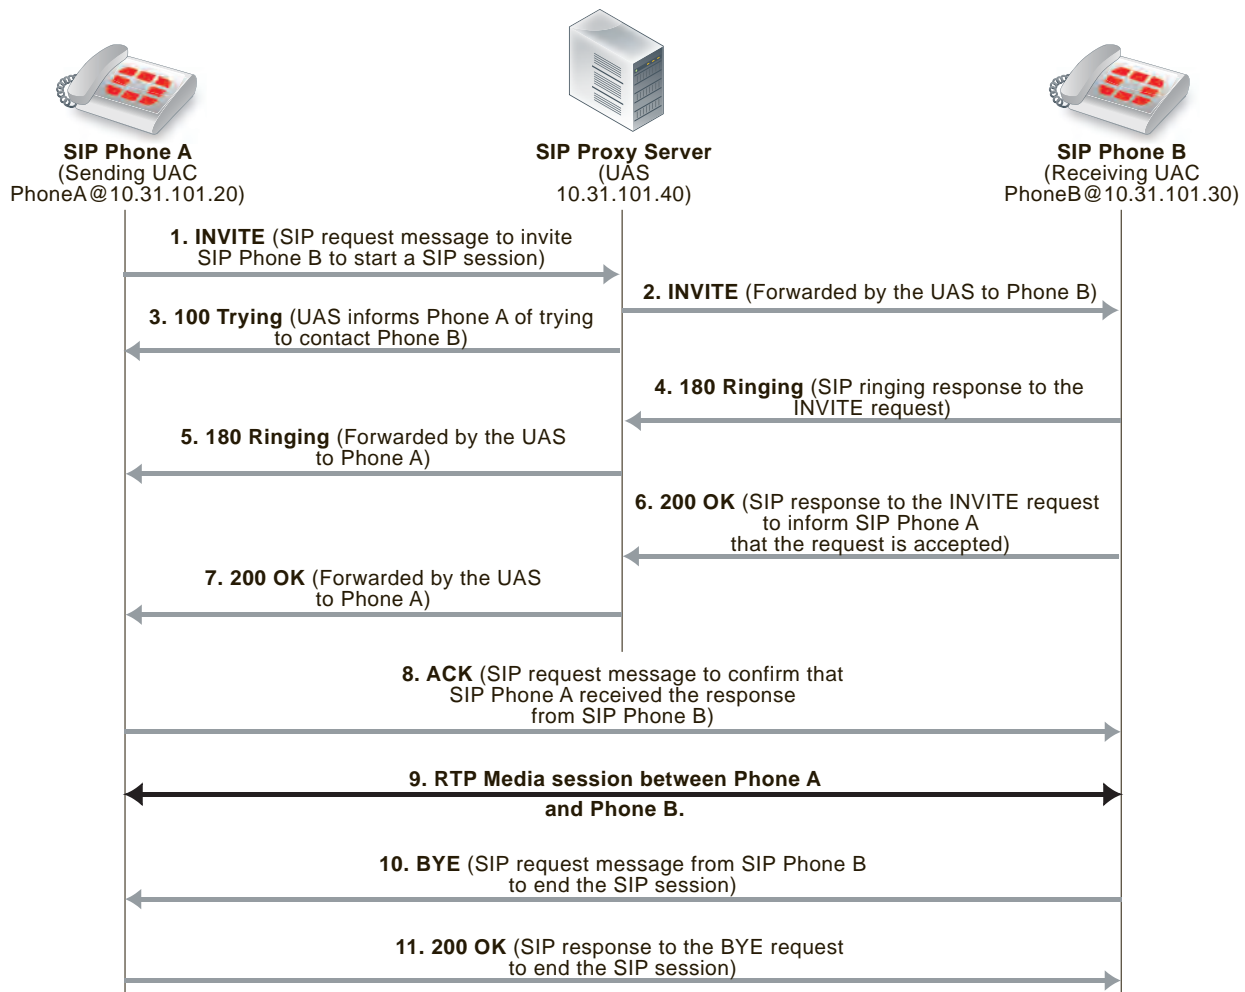 SIP Phone A
(Sending UAC
PhoneA@10.31.101.20)
SIP Proxy Server
(UAS
10.31.101.40)
SIP Phone B
(Receiving UAC
PhoneB@10.31.101.30)
1. INVITE (SIP request message to invite
SIP Phone B to start a SIP session)
2. INVITE (Forwarded by the UAS to Phone B)
3. 100 Trying (UAS informs Phone A of trying
to contact Phone B)
4. 180 Ringing (SIP ringing response to the
INVITE request)
5. 180 Ringing (Forwarded by the UAS
to Phone A)
6. 200 OK (SIP response to the INVITE request
to inform SIP Phone A
that the request is accepted)
7. 200 OK (Forwarded by the UAS
to Phone A)
8. ACK (SIP request message to confirm that
SIP Phone A received the response
from SIP Phone B)
9. RTP Media session between Phone A
and Phone B.
10. BYE (SIP request message from SIP Phone B
to end the SIP session)
11. 200 OK (SIP response to the BYE request
to end the SIP session)